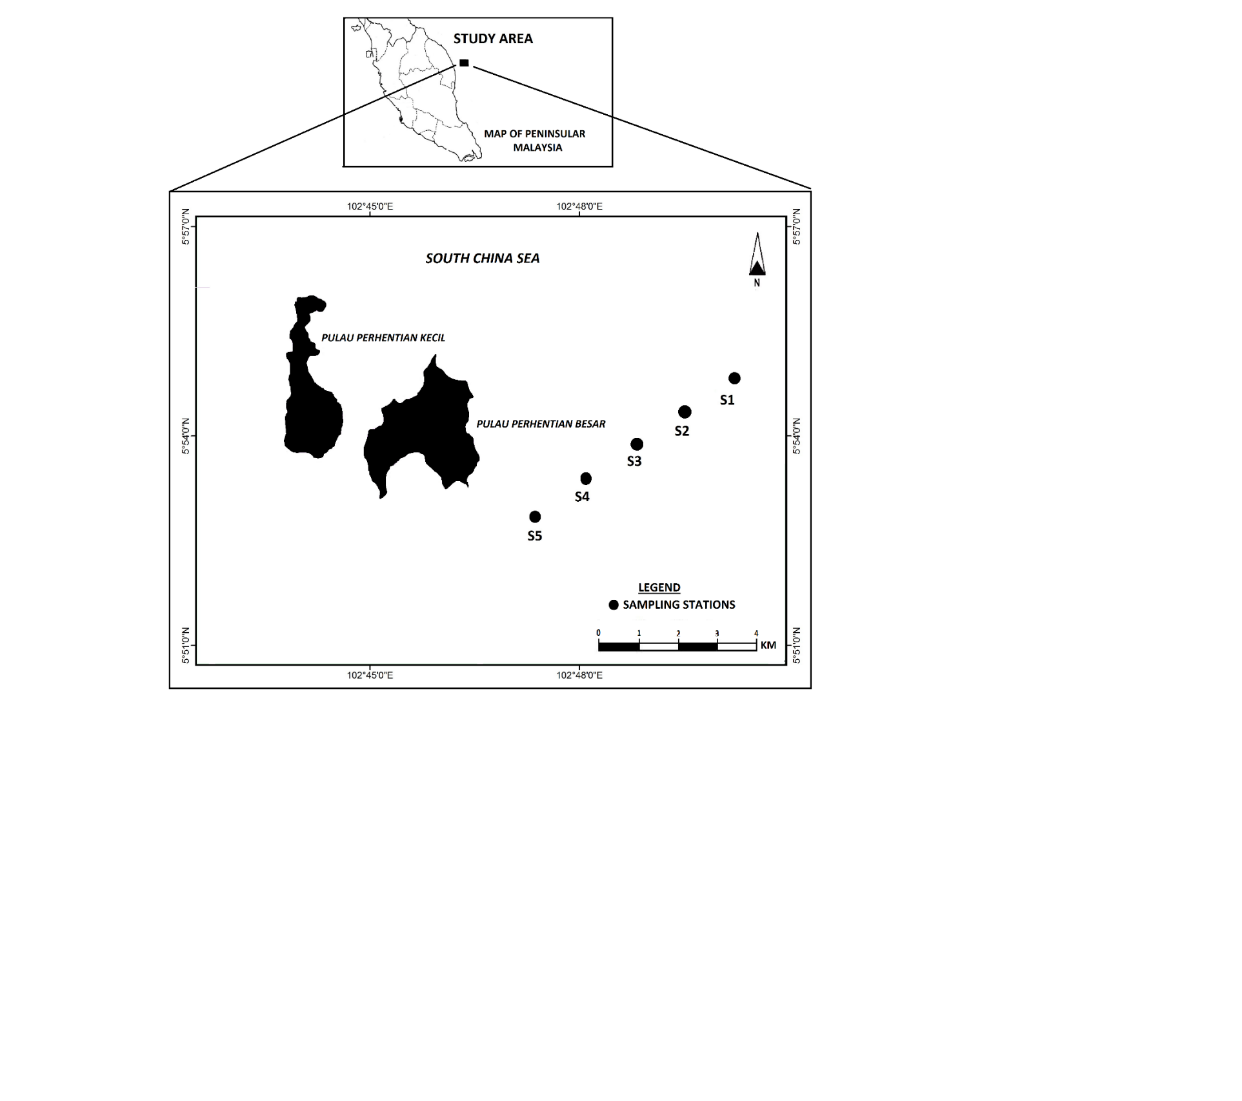 STUDY AREA
MAP OF PENINSULAR
MALAYSIA
102°45'0"E
102°48'0"E
5°57'0"N
5°57'0"N
SOUTH CHINA SEA
N
PULAU PERHENTIAN KECIL
S1
PULAU PERHENTIAN BESAR
S2
5°54'0"N
5°54'0"N
S3
S4
S5
LEGEND
SAMPLING STATIONS
0 1 2 3 4
KM
5°51'0"N
5°51'0"N
102°45'0"E
102°48'0"E